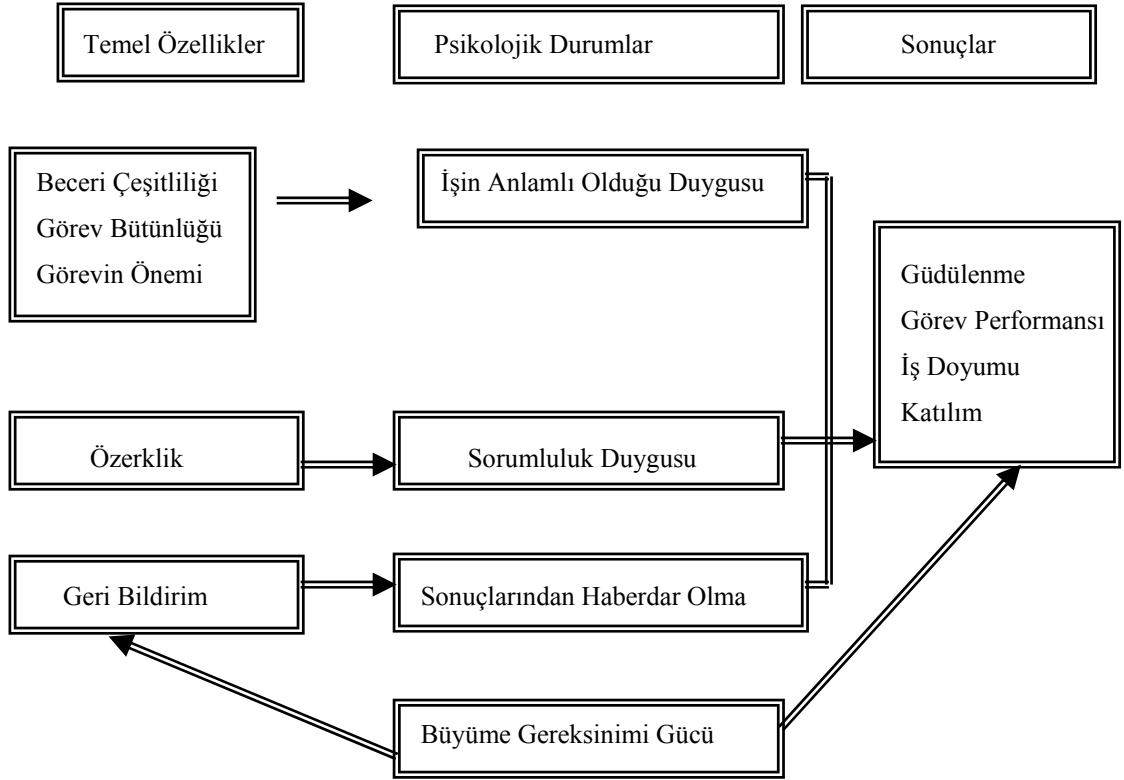 Temel Özellikler
Psikolojik Durumlar
Sonuçlar
Beceri Çeşitliliği
Görev Bütünlüğü
Görevin Önemi
İşin Anlamlı Olduğu Duygusu
Güdülenme
Görev Performansı
İş Doyumu
Katılım
Özerklik
Sorumluluk Duygusu
Geri Bildirim
Sonuçlarından Haberdar Olma
Büyüme Gereksinimi Gücü